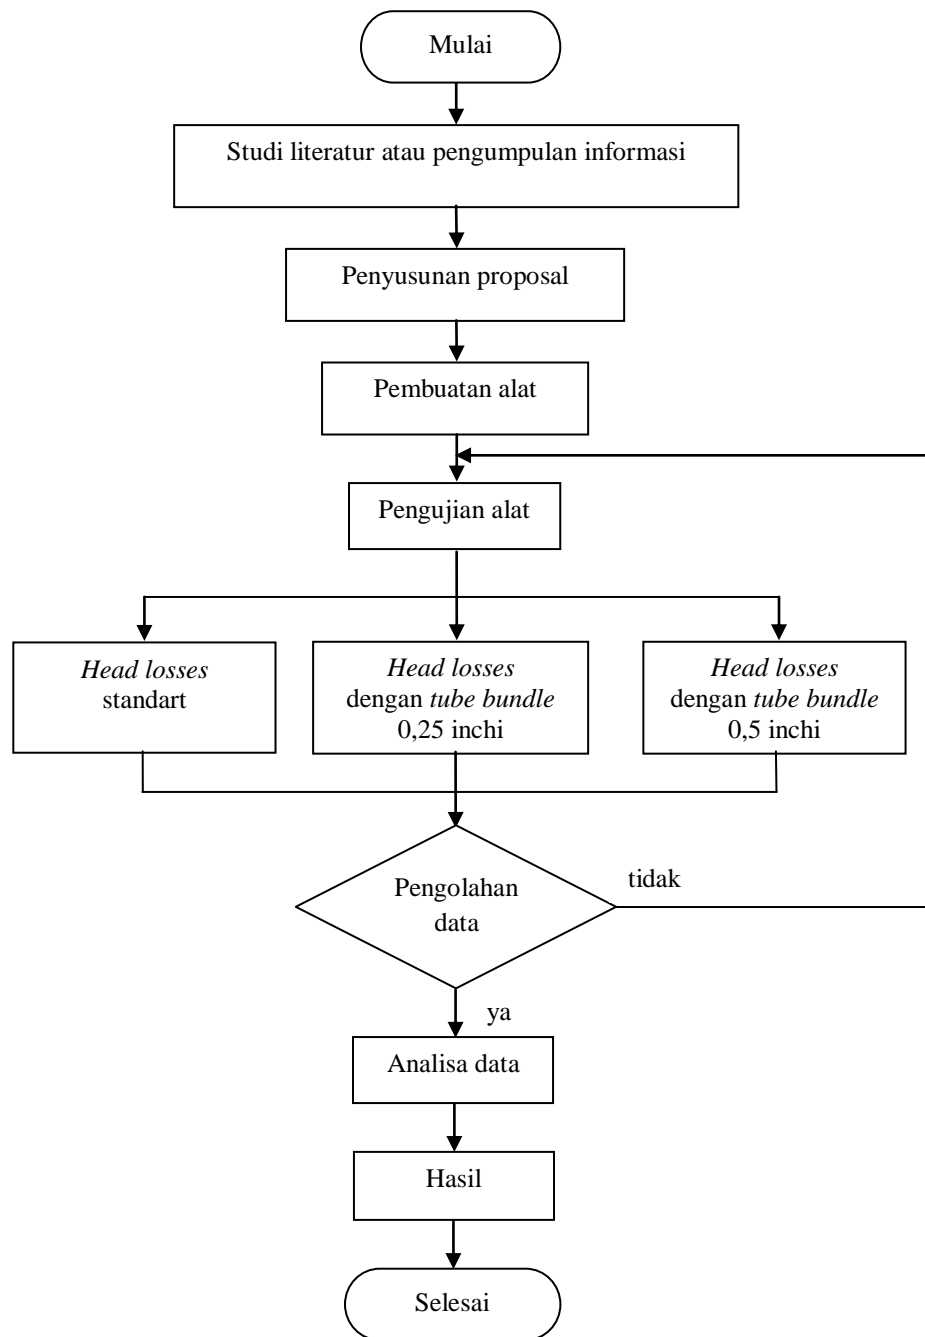 Mulai
Studi literatur atau pengumpulan informasi
Penyusunan proposal
Pembuatan alat
Pengujian alat
Head losses
standart
Head losses
dengan tube bundle
0,25 inchi
Head losses
dengan tube bundle
0,5 inchi
Pengolahan
data
tidak
ya
Analisa data
Hasil
Selesai